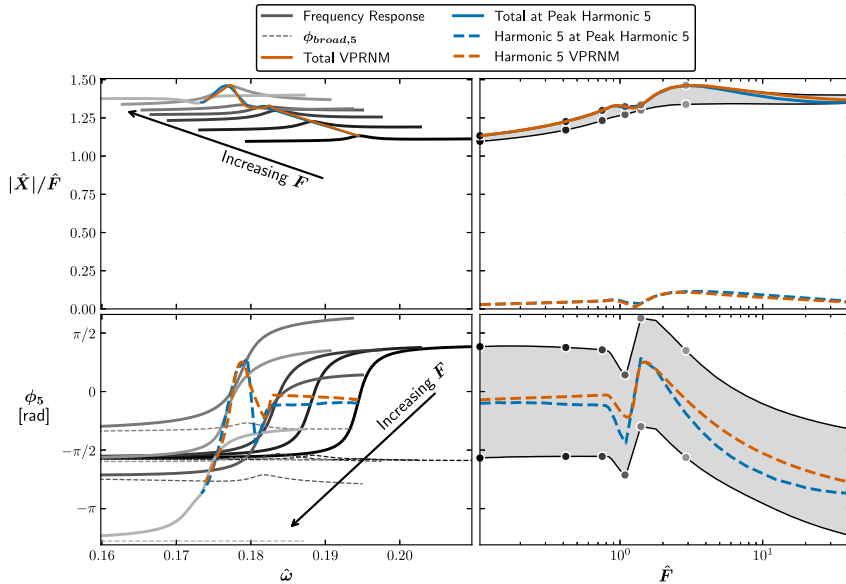 Frequency Response
ϕ_broad,5
Total VPRNM
Total at Peak Harmonic 5
Harmonic 5 at Peak Harmonic 5
Harmonic 5 VPRNM
1.50
1.25
1.00
0.75
0.50
0.25
0.00
|X̂|/F̂
Increasing F
π/2
0
−π/2
−π
ϕ₅
[rad]
Increasing F
0.16 0.17 0.18 0.19 0.20
ω̂
10⁰ 10¹
F̂